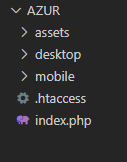 AZUR
assets
desktop
mobile
.htaccess
index.php